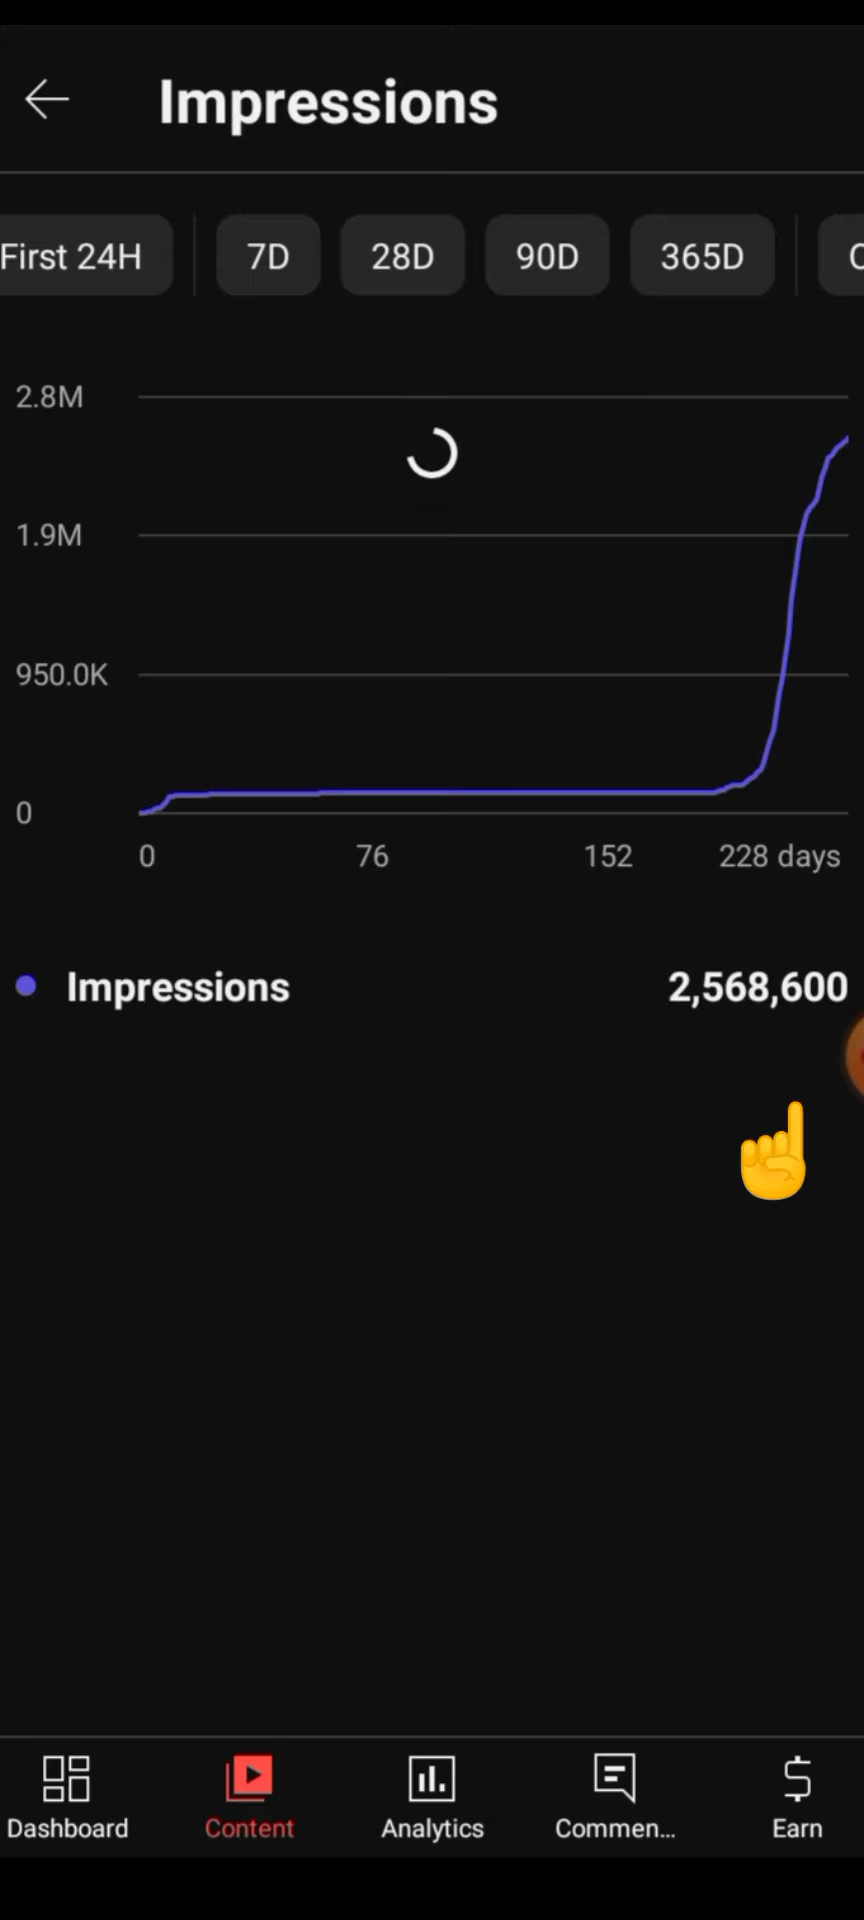 Impressions
First 24H 7D 28D 90D 365D
2.8M
1.9M
950.0K
0
0 76 152 228 days
Impressions 2,568,600
Dashboard Content Analytics Commen... Earn